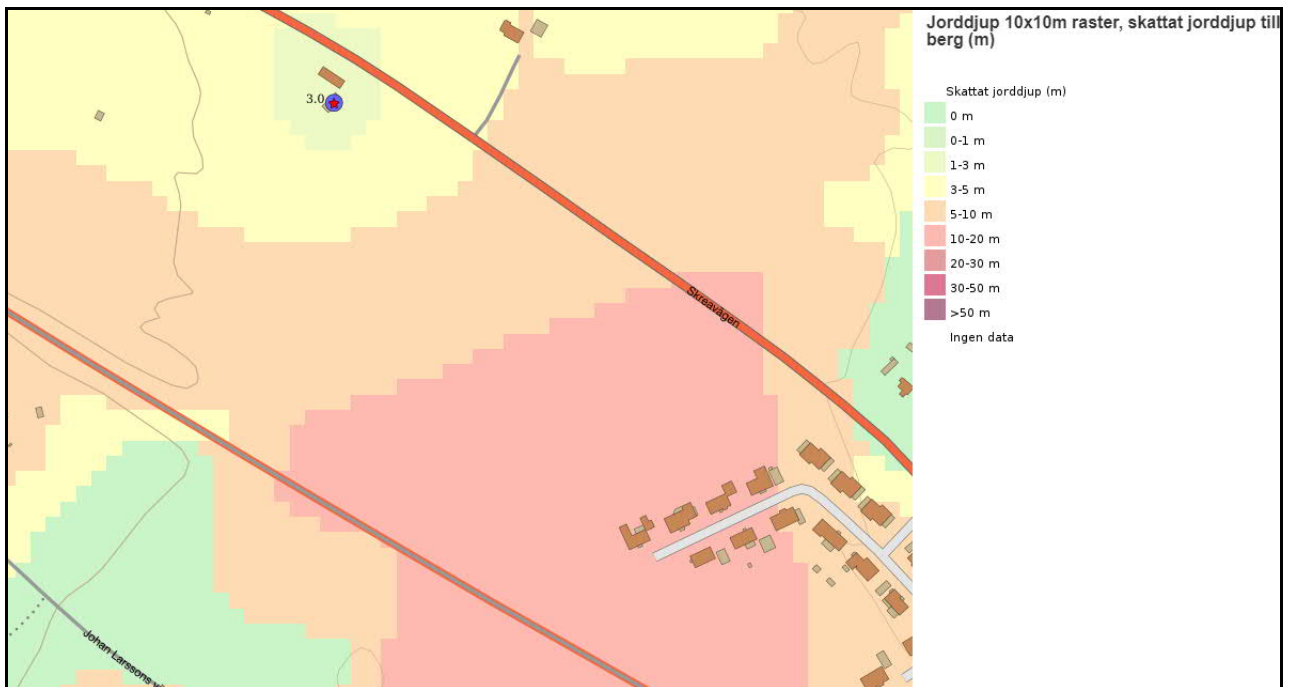 Jorddjup 10x10m raster, skattat jorddjup till
berg (m)
Skattat jorddjup (m)
0 m
0-1 m
1-3 m
3-5 m
5-10 m
10-20 m
20-30 m
30-50 m
>50 m
Ingen data
3.0
Skreavägen
Johan Larssons